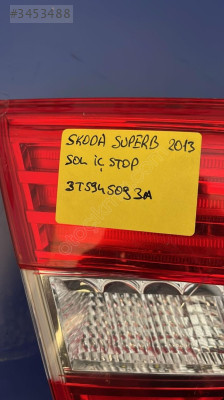 #3453488
SKODA SUPERB 2013
SOL İÇ STOP
3T5945093A